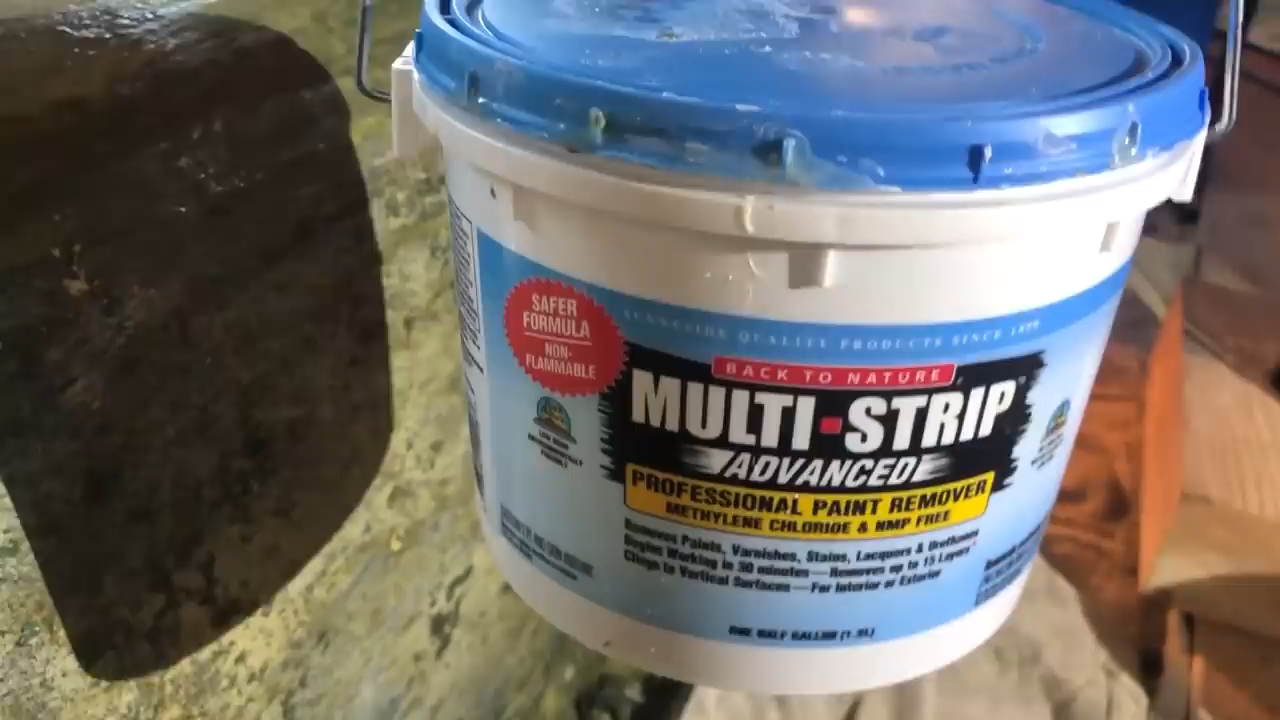 SAFER
FORMULA
NON-
FLAMMABLE
SUNNYSIDE QUALITY PRODUCTS SINCE 1893
BACK TO NATURE
MULTI-STRIP
ADVANCED
PROFESSIONAL PAINT REMOVER
METHYLENE CHLORIDE & NMP FREE
Removes Paints, Varnishes, Stains, Lacquers & Urethanes
Begins Working in 30 minutes—Removes up to 15 Layers*
Clings to Vertical Surfaces—For Interior or Exterior
ONE HALF GALLON (1.9L)